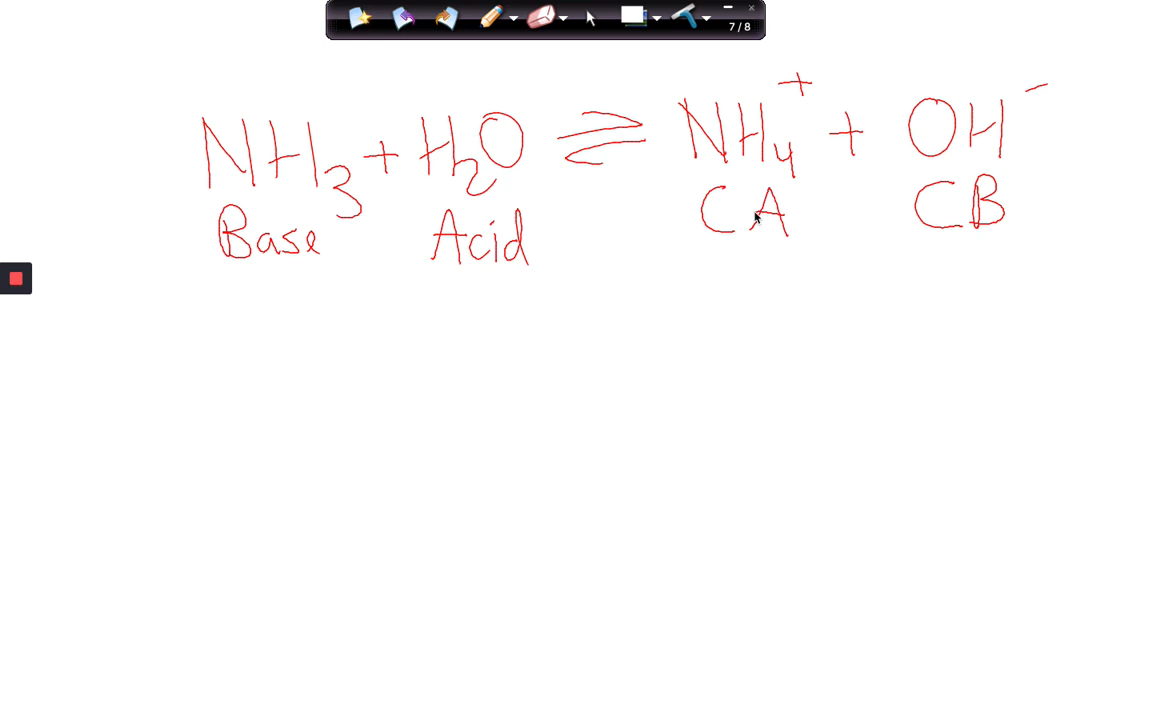 7 / 8
NH₃ + H₂O ⇌ NH₄⁺ + OH⁻
Base Acid CA CB